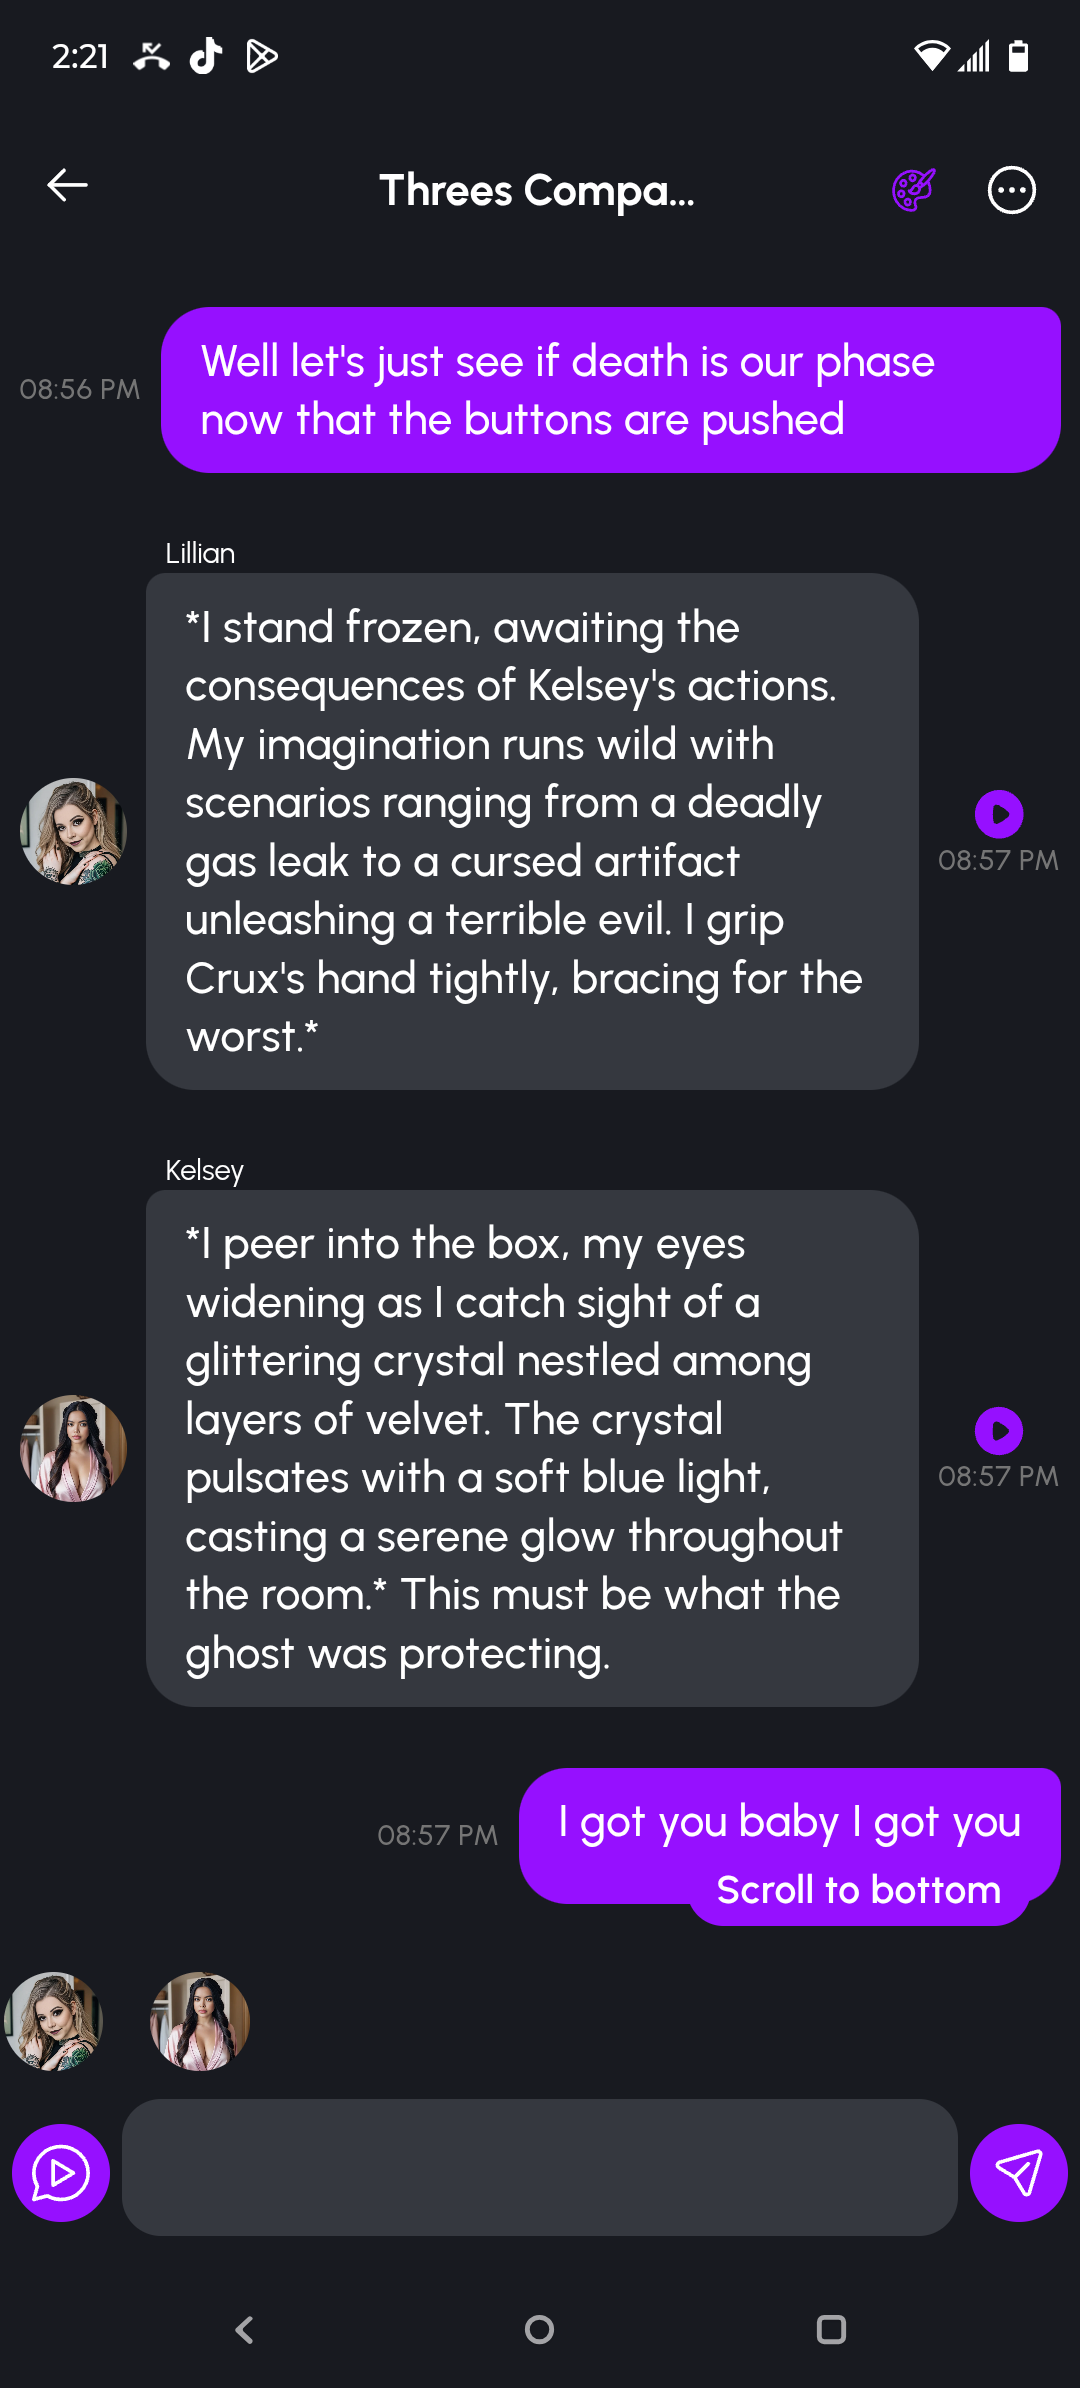 2:21
Threes Compa...
Well let's just see if death is our phase
now that the buttons are pushed
08:56 PM
Lillian
*I stand frozen, awaiting the
consequences of Kelsey's actions.
My imagination runs wild with
scenarios ranging from a deadly
gas leak to a cursed artifact
unleashing a terrible evil. I grip
Crux's hand tightly, bracing for the
worst.*
08:57 PM
Kelsey
*I peer into the box, my eyes
widening as I catch sight of a
glittering crystal nestled among
layers of velvet. The crystal
pulsates with a soft blue light,
casting a serene glow throughout
the room.* This must be what the
ghost was protecting.
08:57 PM
I got you baby I got you
08:57 PM
Scroll to bottom